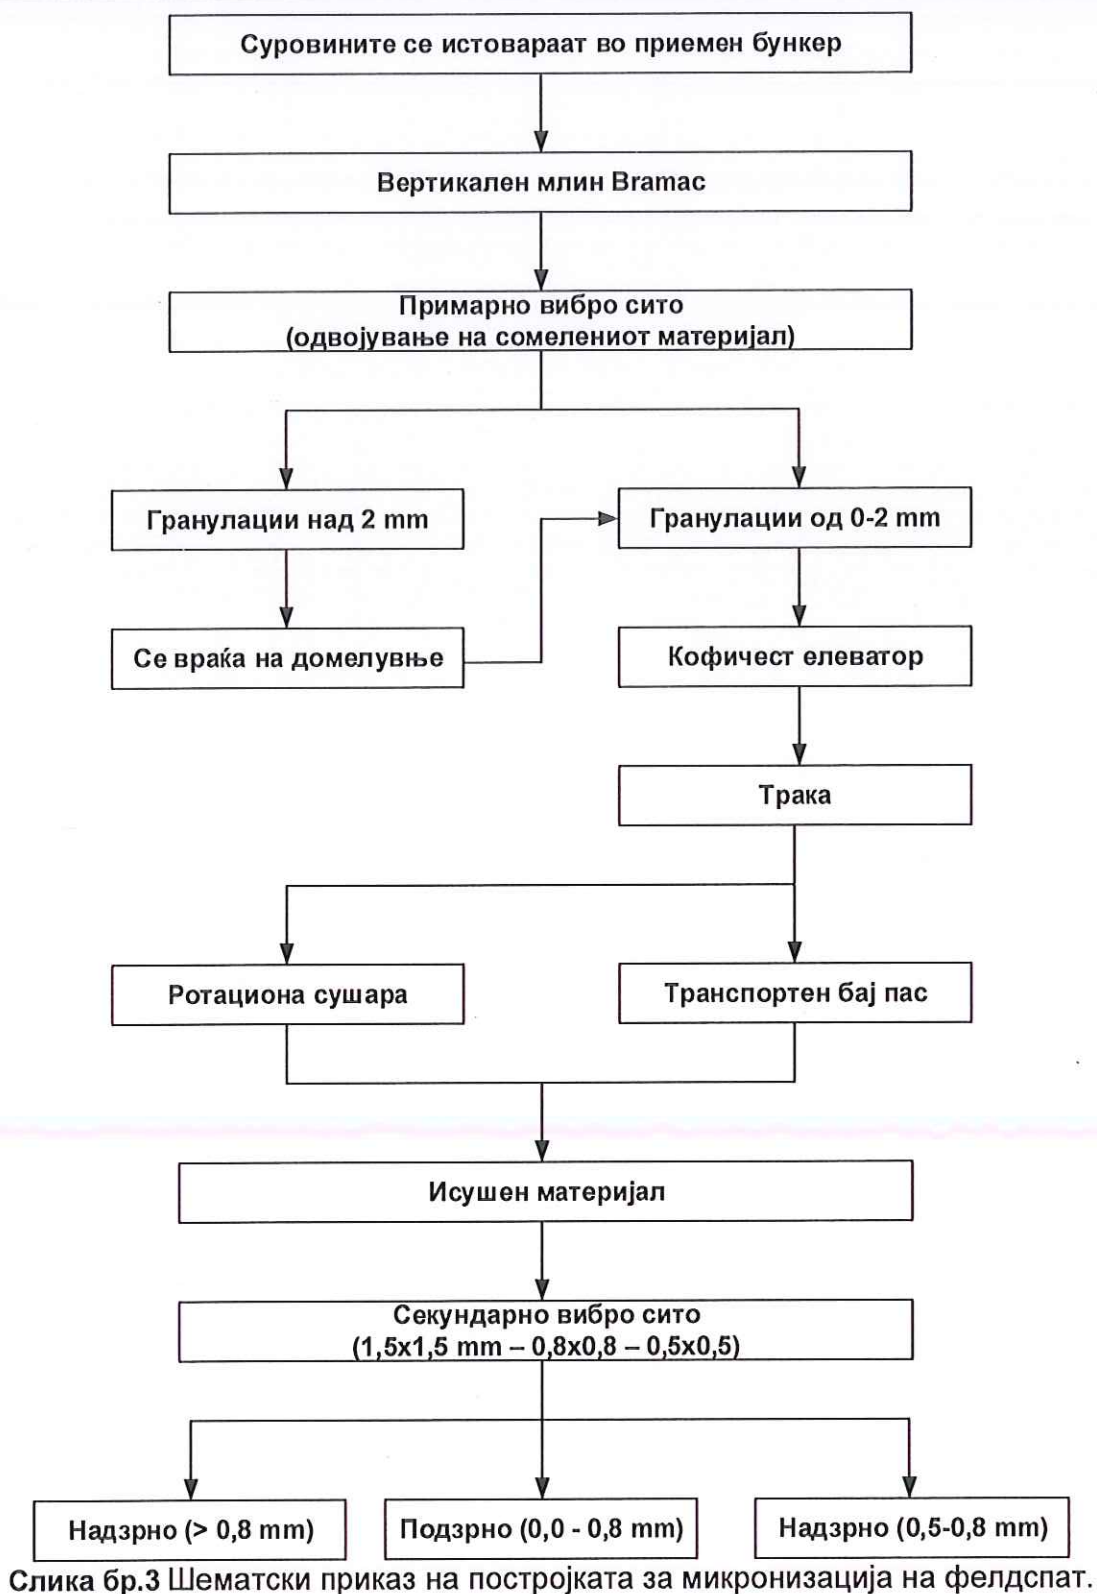 Суровините се истовараат во приемен бункер
Вертикален млин Bramac
Примарно вибро сито
(одвојување на сомелениот материјал)
Гранулации над 2 mm
Гранулации од 0-2 mm
Се враќа на домелувње
Кофичест елеватор
Трака
Ротациона сушара
Транспортен бај пас
Исушен материјал
Секундарно вибро сито
(1,5x1,5 mm – 0,8x0,8 – 0,5x0,5)
Надзрно (> 0,8 mm)
Подзрно (0,0 - 0,8 mm)
Надзрно (0,5-0,8 mm)
Слика бр.3 Шематски приказ на постројката за микронизација на фелдспат.